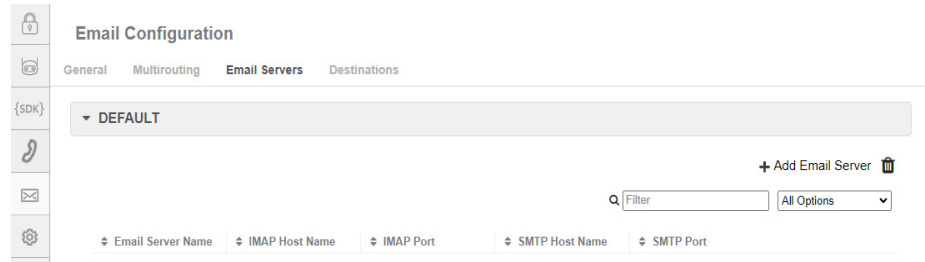 Email Configuration
General Multirouting Email Servers Destinations
{SDK}
DEFAULT
+ Add Email Server
Filter All Options
Email Server Name IMAP Host Name IMAP Port SMTP Host Name SMTP Port